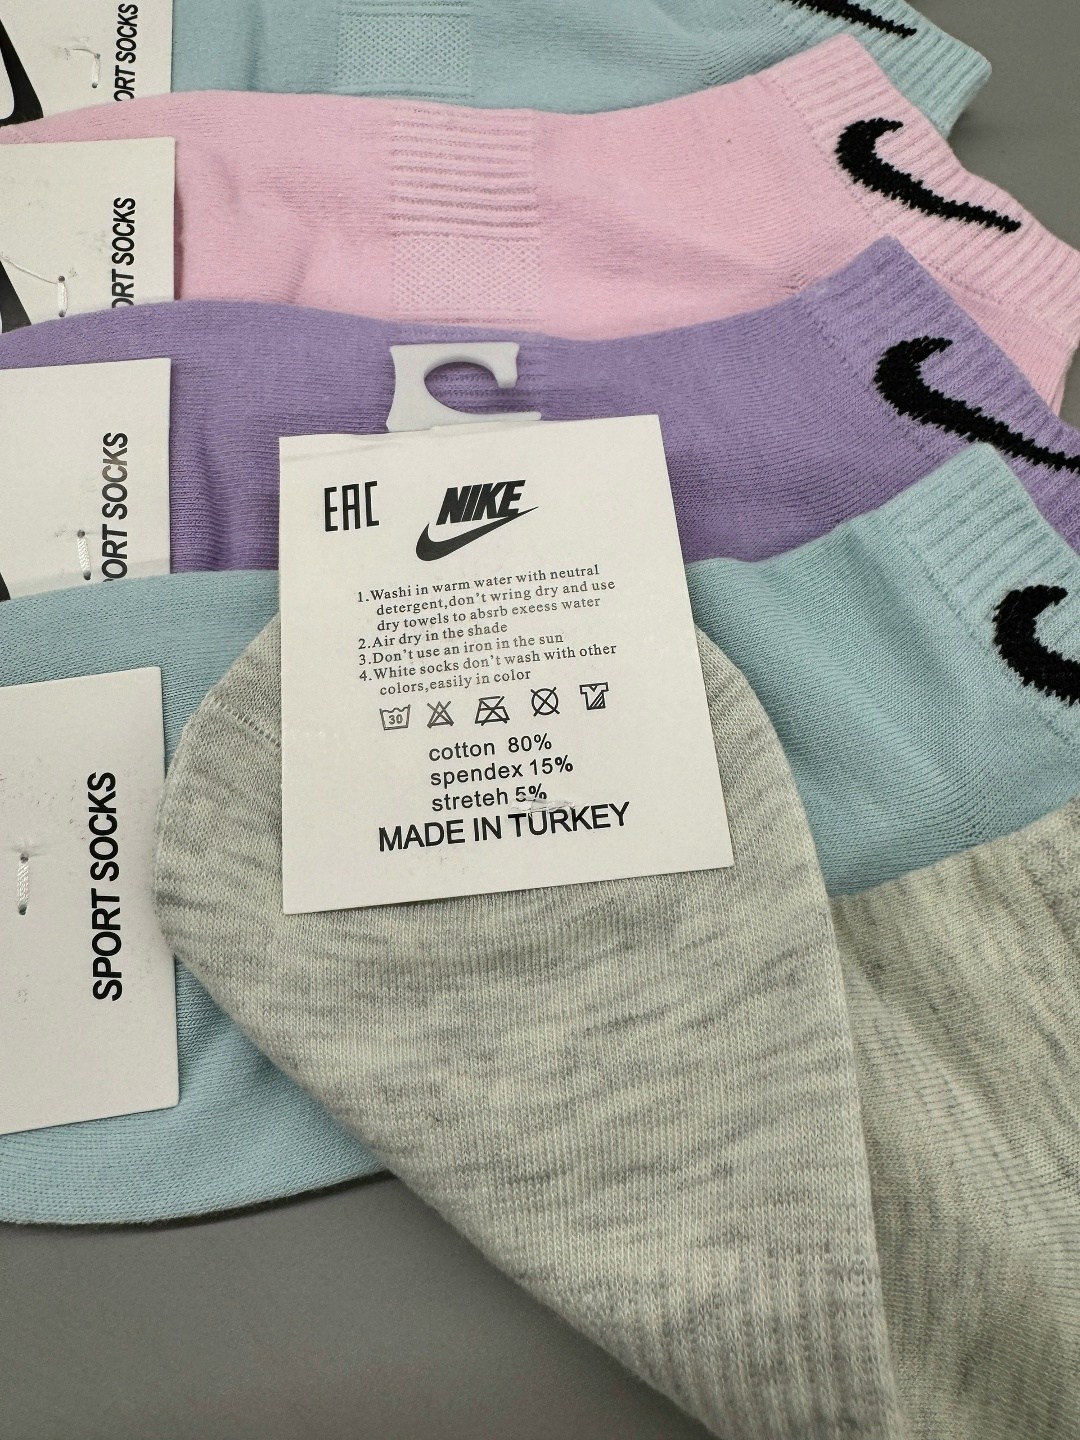 ORT SOCKS
ORT SOCKS
ORT SOCKS
SPORT SOCKS
EAC
NIKE
1.Washi in warm water with neutral
detergent,don't wring dry and use
dry towels to absrb exeess water
2.Air dry in the shade
3.Don't use an iron in the sun
4.White socks don't wash with other
colors,easily in color
30
cotton 80%
spendex 15%
streteh 5%
MADE IN TURKEY